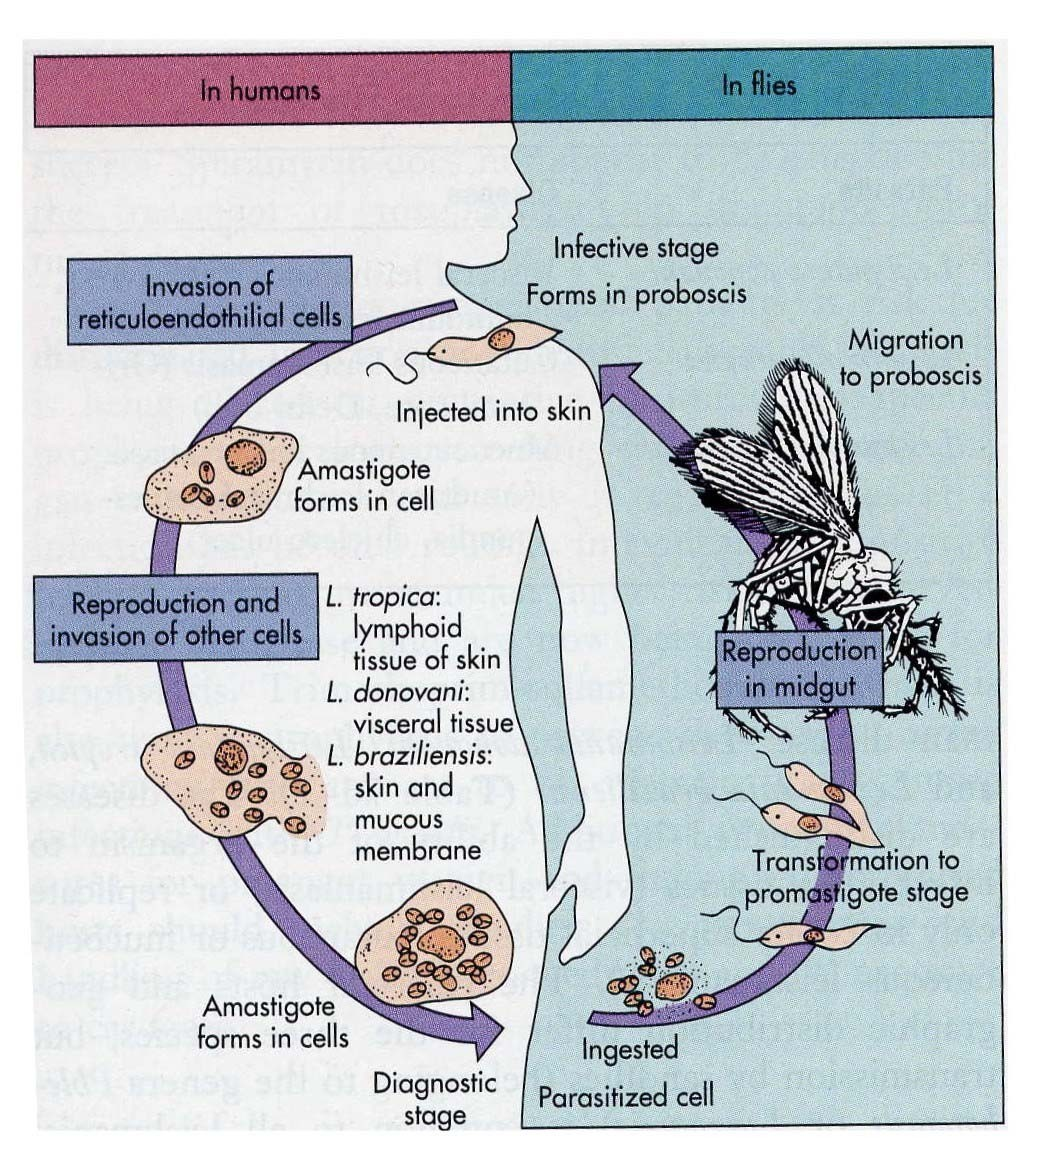 In humans
In flies
Infective stage
Forms in proboscis
Invasion of
reticuloendothilial cells
Migration
to proboscis
Injected into skin
Amastigote
forms in cell
Reproduction and
invasion of other cells
L. tropica:
lymphoid
tissue of skin
L. donovani:
visceral tissue
L. braziliensis:
skin and
mucous
membrane
Reproduction
in midgut
Transformation to
promastigote stage
Amastigote
forms in cells
Diagnostic
stage
Ingested
Parasitized cell